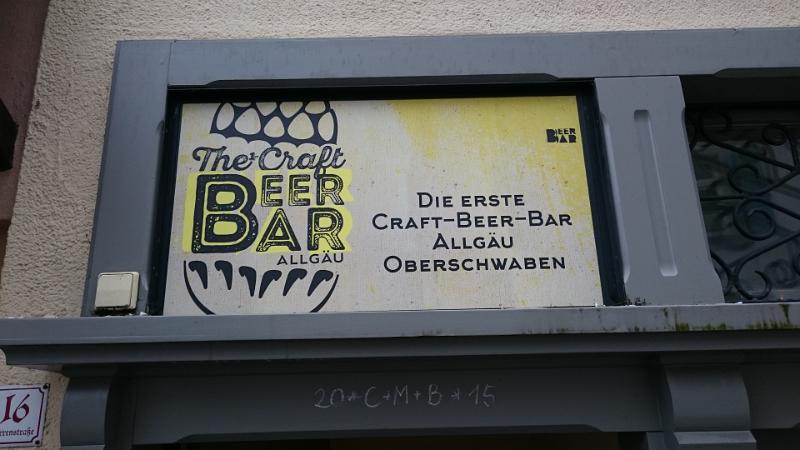 The Craft
BEER
BAR
ALLGÄU
BEER
BAR
DIE ERSTE
CRAFT-BEER-BAR
ALLGÄU
OBERSCHWABEN
20*C+M+B*15
16